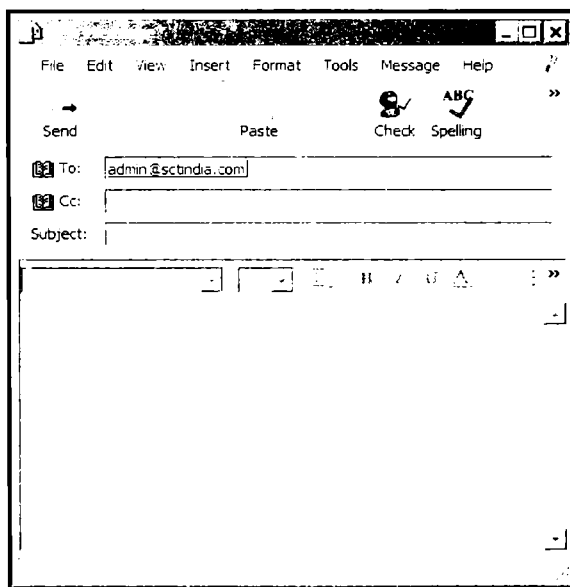 File Edit View Insert Format Tools Message Help
ABC
Send Paste Check Spelling
To: admin@sctindia.com
Cc:
Subject:
B I U A